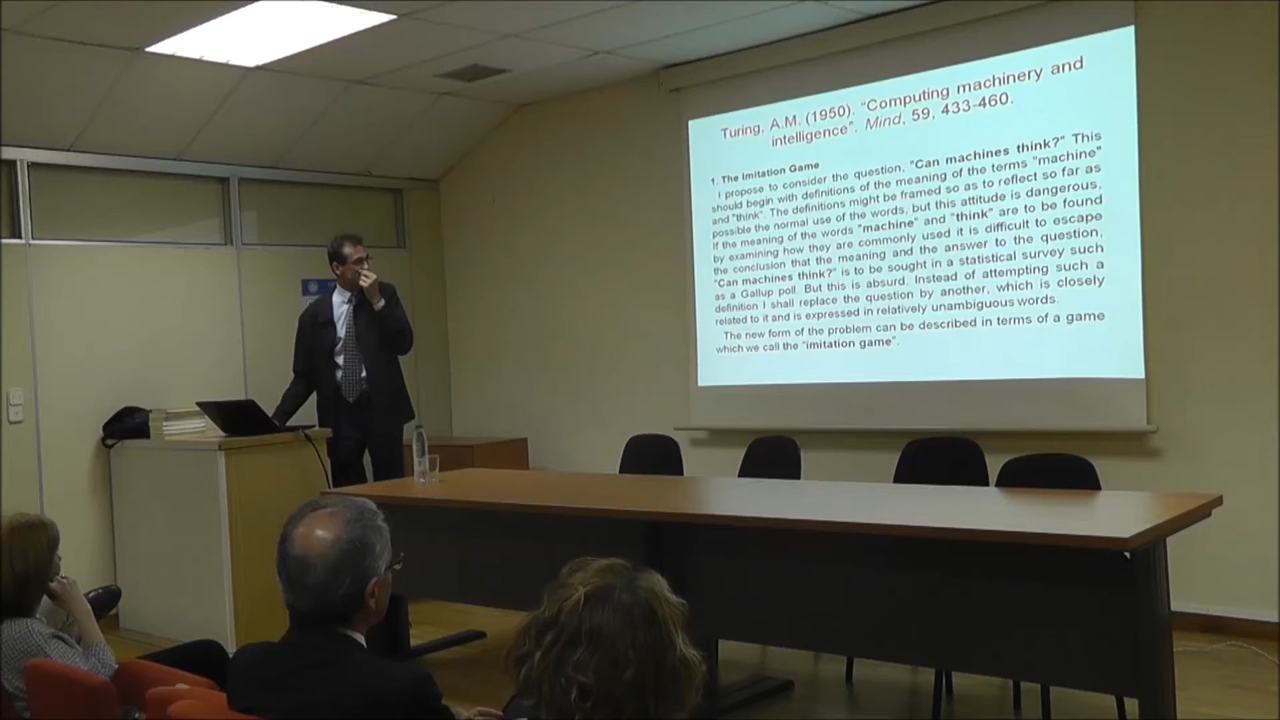 Turing, A.M. (1950). "Computing machinery and
intelligence". Mind, 59, 433-460.
1. The Imitation Game
I propose to consider the question, "Can machines think?" This
should begin with definitions of the meaning of the terms "machine"
and "think". The definitions might be framed so as to reflect so far as
possible the normal use of the words, but this attitude is dangerous,
If the meaning of the words "machine" and "think" are to be found
by examining how they are commonly used it is difficult to escape
the conclusion that the meaning and the answer to the question,
"Can machines think?" is to be sought in a statistical survey such
as a Gallup poll. But this is absurd. Instead of attempting such a
definition I shall replace the question by another, which is closely
related to it and is expressed in relatively unambiguous words.
The new form of the problem can be described in terms of a game
which we call the "imitation game".